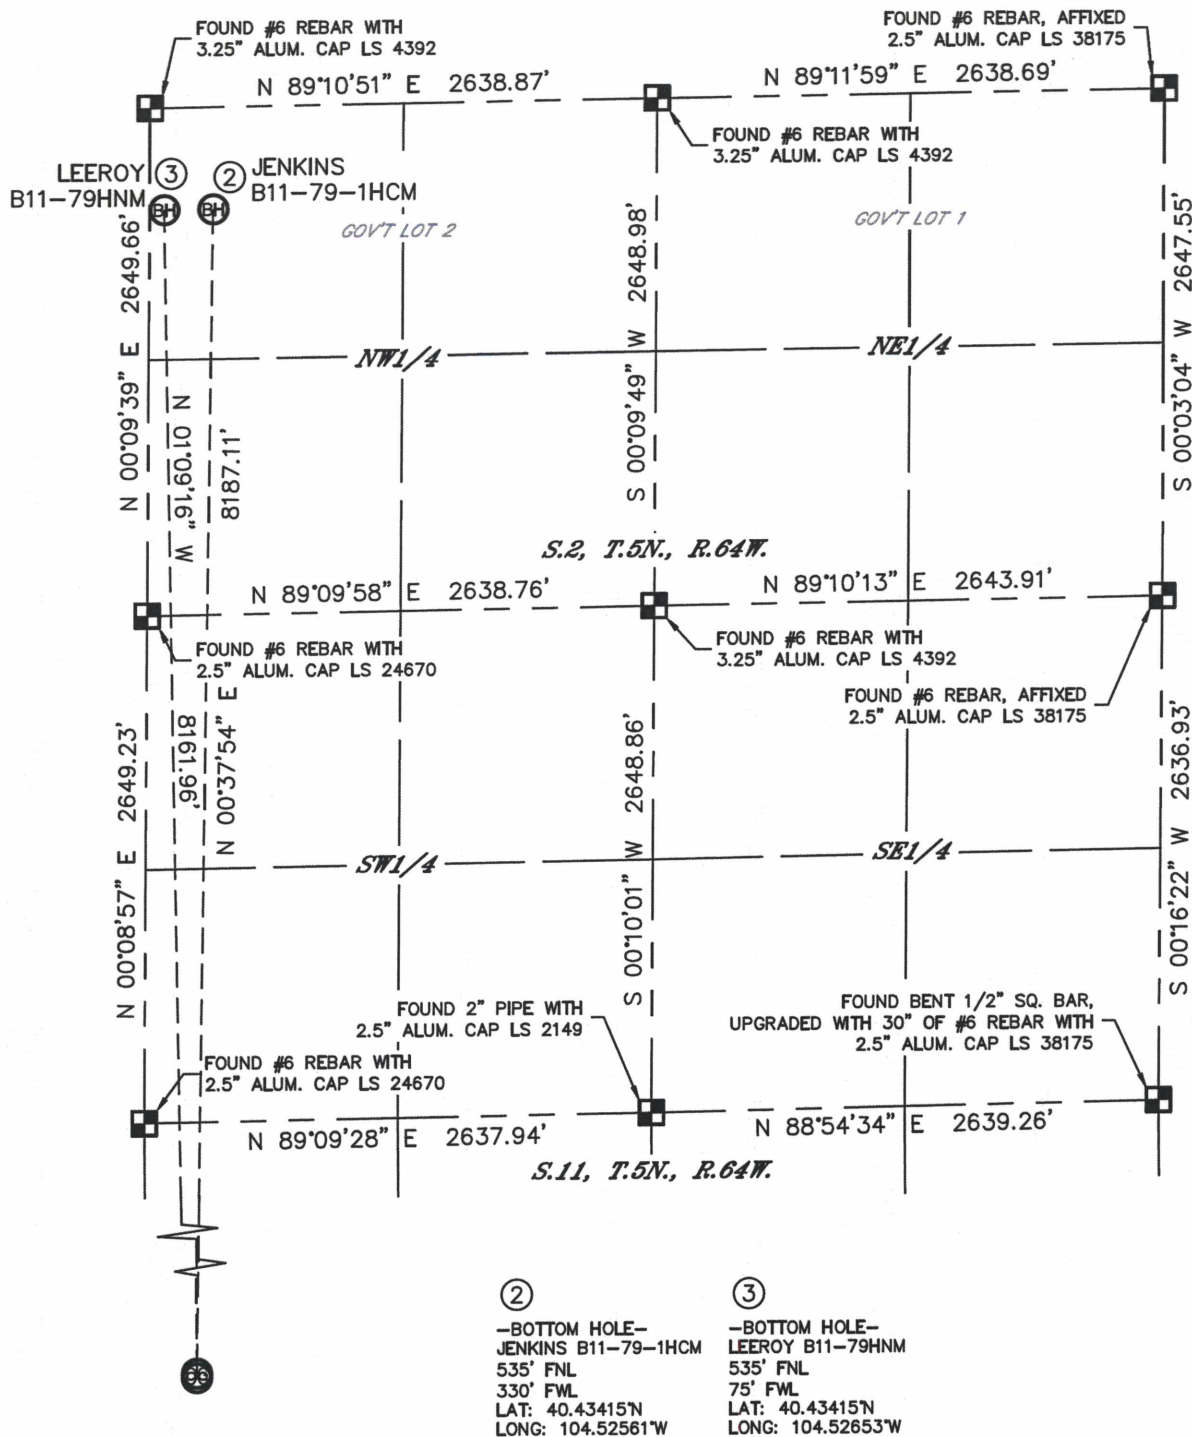 FOUND #6 REBAR WITH
3.25" ALUM. CAP LS 4392
FOUND #6 REBAR, AFFIXED
2.5" ALUM. CAP LS 38175
N 89°10'51" E 2638.87'
N 89°11'59" E 2638.69'
FOUND #6 REBAR WITH
3.25" ALUM. CAP LS 4392
LEEROY
B11-79HNM
3
2
JENKINS
B11-79-1HCM
BH
BH
GOV'T LOT 2
GOV'T LOT 1
N 00°09'39" E 2649.66'
N 01°09'16" W
8187.11'
S 00°09'49" W 2648.98'
S 00°03'04" W 2647.55'
NW1/4
NE1/4
S.2, T.5N., R.64W.
N 89°09'58" E 2638.76'
N 89°10'13" E 2643.91'
FOUND #6 REBAR WITH
2.5" ALUM. CAP LS 24670
FOUND #6 REBAR WITH
3.25" ALUM. CAP LS 4392
FOUND #6 REBAR, AFFIXED
2.5" ALUM. CAP LS 38175
N 00°08'57" E 2649.23'
8161.96'
N 00°37'54" E
S 00°10'01" W 2648.86'
S 00°16'22" W 2636.93'
SW1/4
SE1/4
FOUND 2" PIPE WITH
2.5" ALUM. CAP LS 2149
FOUND BENT 1/2" SQ. BAR,
UPGRADED WITH 30" OF #6 REBAR WITH
2.5" ALUM. CAP LS 38175
FOUND #6 REBAR WITH
2.5" ALUM. CAP LS 24670
N 89°09'28" E 2637.94'
N 88°54'34" E 2639.26'
S.11, T.5N., R.64W.
2
-BOTTOM HOLE-
JENKINS B11-79-1HCM
535' FNL
330' FWL
LAT: 40.43415°N
LONG: 104.52561°W
3
-BOTTOM HOLE-
LEEROY B11-79HNM
535' FNL
75' FWL
LAT: 40.43415°N
LONG: 104.52653°W